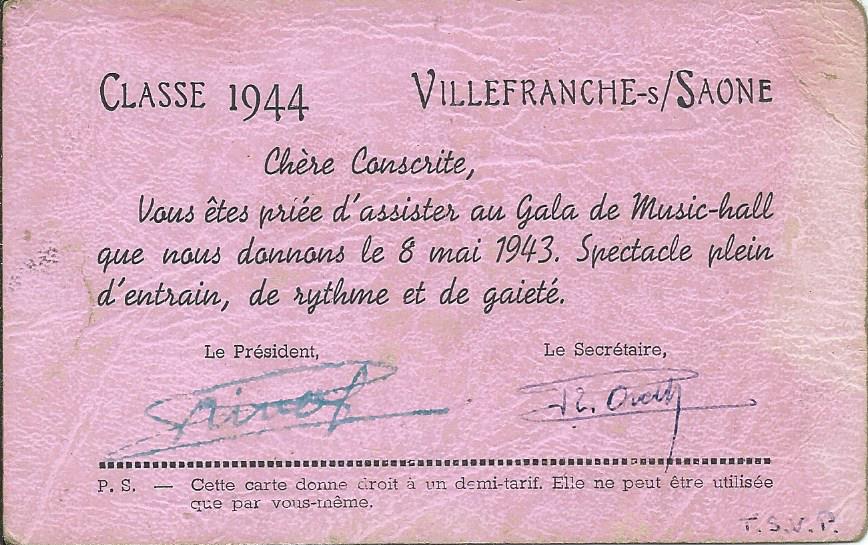 CLASSE 1944 VILLEFRANCHE-s/SAONE
Chère Conscrite,
Vous êtes priée d'assister au Gala de Music-hall
que nous donnons le 8 mai 1943. Spectacle plein
d'entrain, de rythme et de gaieté.
Le Président, Le Secrétaire,
P. S. — Cette carte donne droit à un demi-tarif. Elle ne peut être utilisée
que par vous-même.
T.S.V.P.